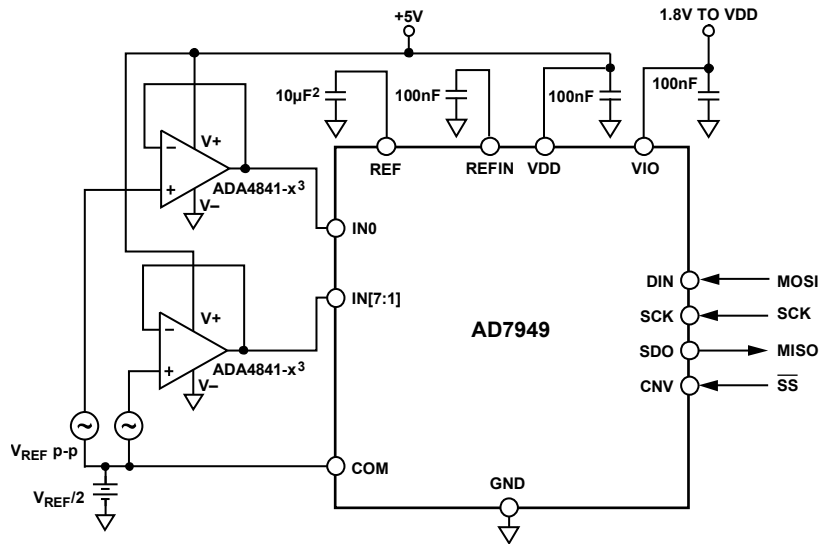 +5V
1.8V TO VDD
10µF²
100nF
100nF
100nF
V+
REF
REFIN
VDD
VIO
ADA4841-x³
V–
IN0
DIN
MOSI
IN[7:1]
V+
SCK
SCK
AD7949
SDO
MISO
ADA4841-x³
V–
CNV
SS
VREF p-p
COM
GND
VREF/2
−
+
−
+
~
~